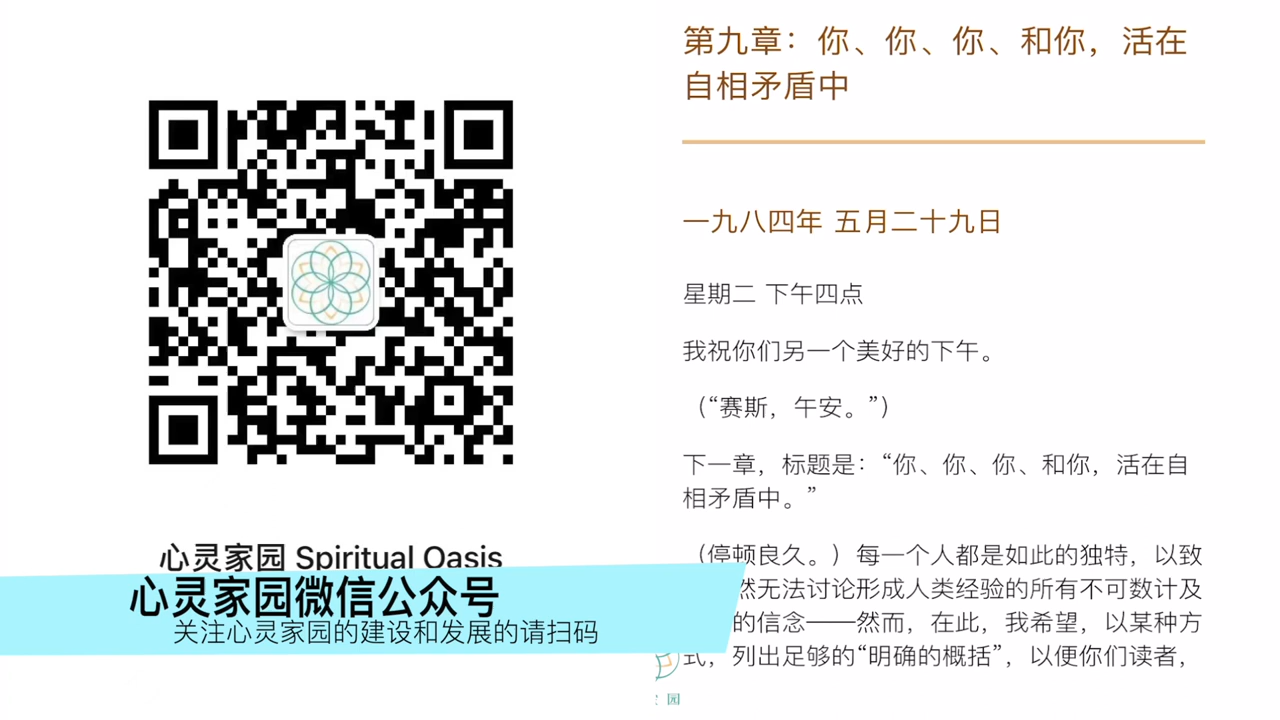 心灵家园 Spiritual Oasis
心灵家园微信公众号
关注心灵家园的建设和发展的请扫码
第九章：你、你、你、和你，活在
自相矛盾中
一九八四年 五月二十九日
星期二 下午四点
我祝你们另一个美好的下午。
（“赛斯，午安。”）
下一章，标题是：“你、你、你、和你，活在自
相矛盾中。”
（停顿良久。）每一个人都是如此的独特，以致
然无法讨论形成人类经验的所有不可数计及
的信念——然而，在此，我希望，以某种方
式，列出足够的“明确的概括”，以便你们读者，
园